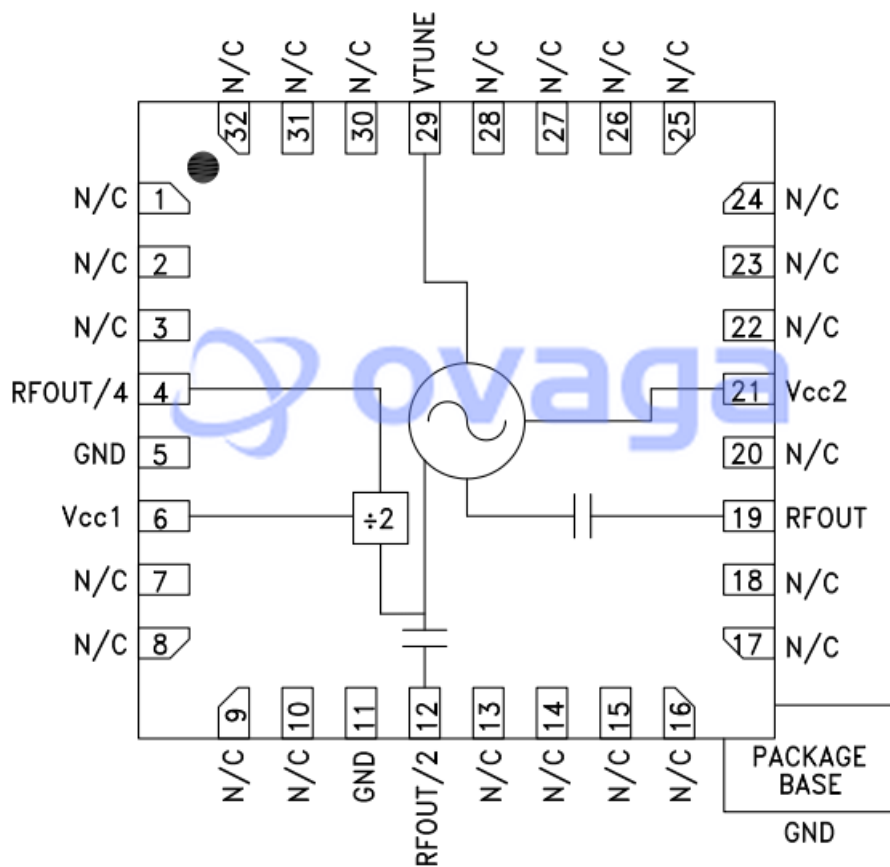 N/C N/C N/C VTUNE N/C N/C N/C N/C
32 31 30 29 28 27 26 25
N/C 1 24 N/C
N/C 2 23 N/C
N/C 3 22 N/C
ovaga
RFOUT/4 4 21 Vcc2
GND 5 20 N/C
Vcc1 6 ÷2 19 RFOUT
N/C 7 18 N/C
N/C 8 17 N/C
9 10 11 12 13 14 15 16
N/C N/C GND RFOUT/2 N/C N/C N/C N/C
PACKAGE
BASE
GND